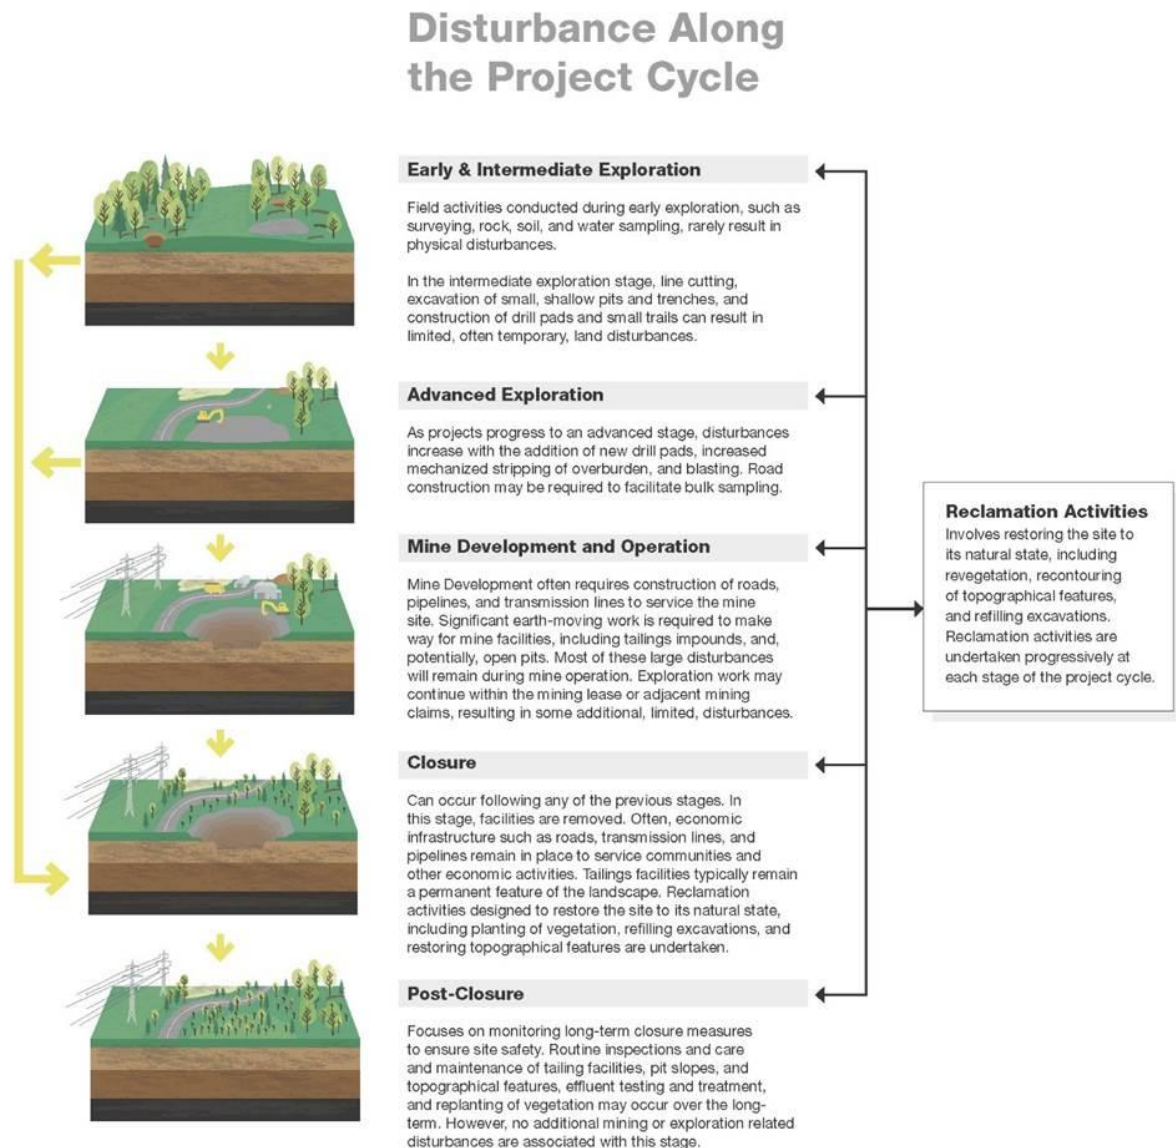 Disturbance Along
the Project Cycle
Early & Intermediate Exploration
Field activities conducted during early exploration, such as
surveying, rock, soil, and water sampling, rarely result in
physical disturbances.
In the intermediate exploration stage, line cutting,
excavation of small, shallow pits and trenches, and
construction of drill pads and small trails can result in
limited, often temporary, land disturbances.
Advanced Exploration
As projects progress to an advanced stage, disturbances
increase with the addition of new drill pads, increased
mechanized stripping of overburden, and blasting. Road
construction may be required to facilitate bulk sampling.
Mine Development and Operation
Mine Development often requires construction of roads,
pipelines, and transmission lines to service the mine
site. Significant earth-moving work is required to make
way for mine facilities, including tailings impounds, and,
potentially, open pits. Most of these large disturbances
will remain during mine operation. Exploration work may
continue within the mining lease or adjacent mining
claims, resulting in some additional, limited, disturbances.
Closure
Can occur following any of the previous stages. In
this stage, facilities are removed. Often, economic
infrastructure such as roads, transmission lines, and
pipelines remain in place to service communities and
other economic activities. Tailings facilities typically remain
a permanent feature of the landscape. Reclamation
activities designed to restore the site to its natural state,
including planting of vegetation, refilling excavations, and
restoring topographical features are undertaken.
Post-Closure
Focuses on monitoring long-term closure measures
to ensure site safety. Routine inspections and care
and maintenance of tailing facilities, pit slopes, and
topographical features, effluent testing and treatment,
and replanting of vegetation may occur over the long-
term. However, no additional mining or exploration related
disturbances are associated with this stage.
Reclamation Activities
Involves restoring the site to
its natural state, including
revegetation, recontouring
of topographical features,
and refilling excavations.
Reclamation activities are
undertaken progressively at
each stage of the project cycle.